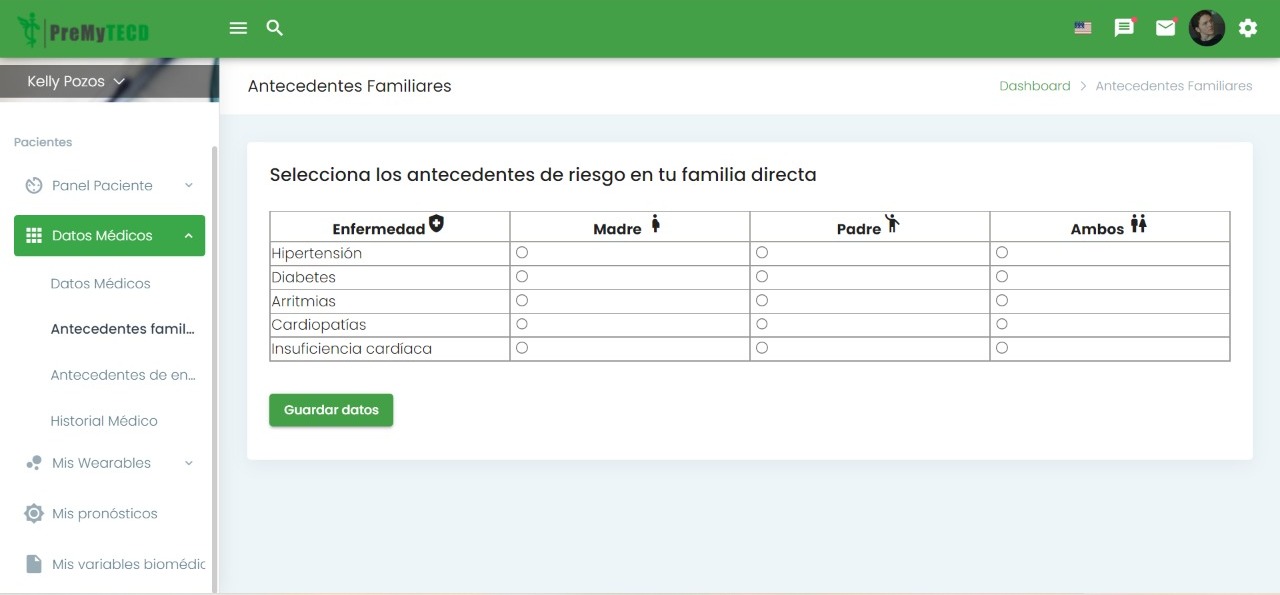 PreMyTECD
Kelly Pozos
Antecedentes Familiares
Dashboard > Antecedentes Familiares
Pacientes
Panel Paciente
Datos Médicos
Datos Médicos
Antecedentes famil...
Antecedentes de en...
Historial Médico
Mis Wearables
Mis pronósticos
Mis variables biomédic
Selecciona los antecedentes de riesgo en tu familia directa
Enfermedad Madre Padre Ambos
Hipertensión
Diabetes
Arritmias
Cardiopatías
Insuficiencia cardíaca
Guardar datos